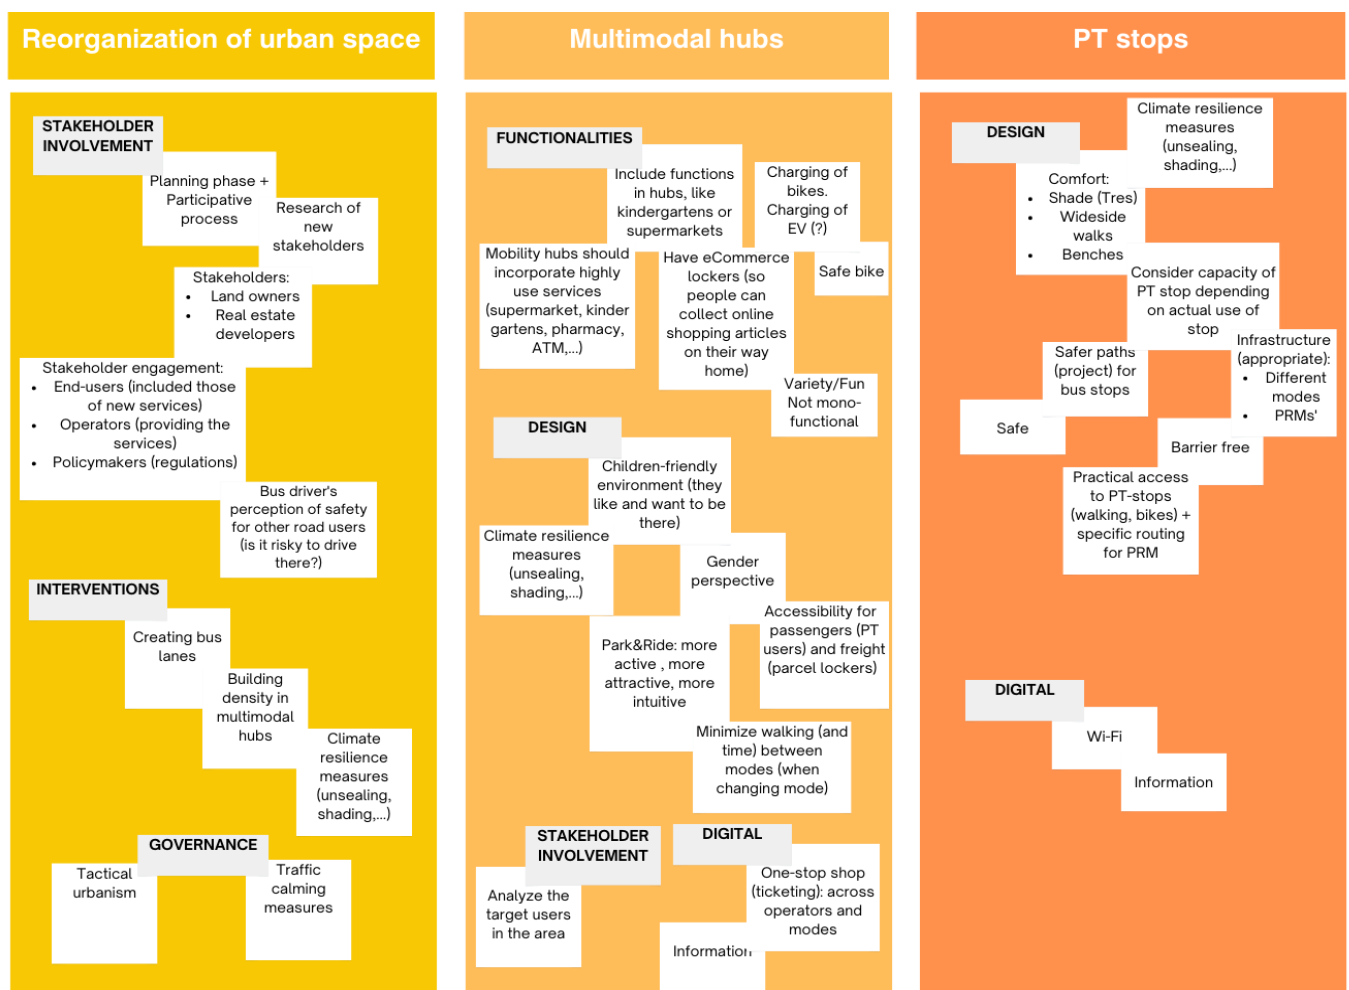 Reorganization of urban space
STAKEHOLDER
INVOLVEMENT
Planning phase +
Participative
process
Research of
new
stakeholders
Stakeholders:
• Land owners
• Real estate
developers
Stakeholder engagement:
• End-users (included those
of new services)
• Operators (providing the
services)
• Policymakers (regulations)
Bus driver's
perception of safety
for other road users
(is it risky to drive
there?)
INTERVENTIONS
Creating bus
lanes
Building
density in
multimodal
hubs
Climate
resilience
measures
(unsealing,
shading,...)
GOVERNANCE
Tactical
urbanism
Traffic
calming
measures
Multimodal hubs
FUNCTIONALITIES
Include functions
in hubs, like
kindergartens or
supermarkets
Charging of
bikes.
Charging of
EV (?)
Mobility hubs should
incorporate highly
use services
(supermarket, kinder
gartens, pharmacy,
ATM,...)
Have eCommerce
lockers (so
people can
collect online
shopping articles
on their way
home)
Safe bike
Variety/Fun
Not mono-
functional
DESIGN
Children-friendly
environment (they
like and want to be
there)
Climate resilience
measures
(unsealing,
shading,...)
Gender
perspective
Accessibility for
passengers (PT
users) and freight
(parcel lockers)
Park&Ride: more
active , more
attractive, more
intuitive
Minimize walking (and
time) between
modes (when
changing mode)
STAKEHOLDER
INVOLVEMENT
Analyze the
target users
in the area
DIGITAL
One-stop shop
(ticketing): across
operators and
modes
Information
PT stops
DESIGN
Climate resilience
measures
(unsealing,
shading,...)
Comfort:
• Shade (Tres)
• Wideside
walks
• Benches
Consider capacity of
PT stop depending
on actual use of
stop
Infrastructure
(appropriate):
• Different
modes
• PRMs'
Safer paths
(project) for
bus stops
Safe
Barrier free
Practical access
to PT-stops
(walking, bikes) +
specific routing
for PRM
DIGITAL
Wi-Fi
Information